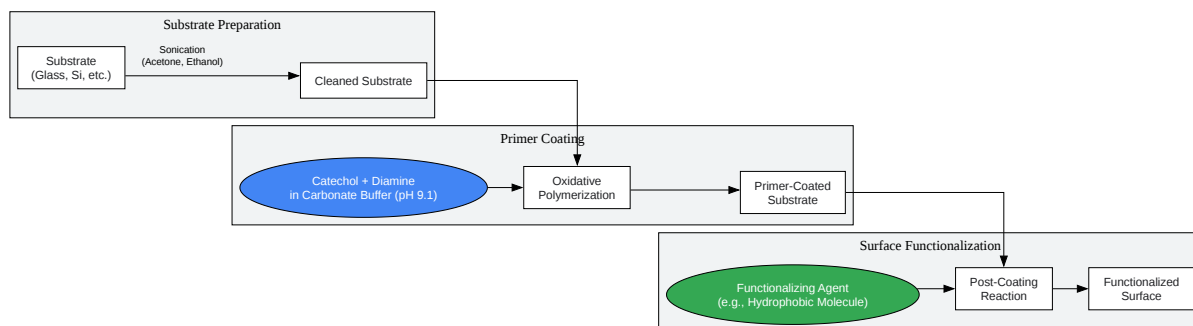 Substrate Preparation
Substrate
(Glass, Si, etc.)
Sonication
(Acetone, Ethanol)
Cleaned Substrate
Primer Coating
Catechol + Diamine
in Carbonate Buffer (pH 9.1)
Oxidative
Polymerization
Primer-Coated
Substrate
Surface Functionalization
Functionalizing Agent
(e.g., Hydrophobic Molecule)
Post-Coating
Reaction
Functionalized
Surface